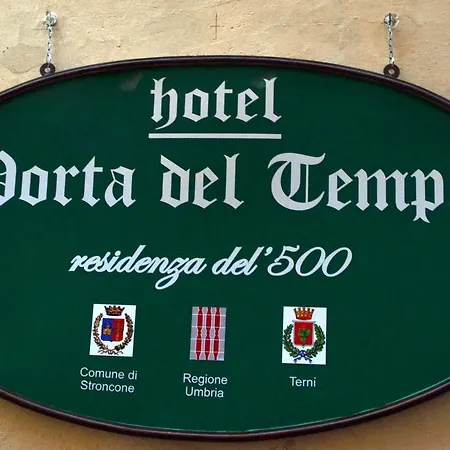 hotel
Porta del Temp
residenza del'500
Comune di
Stroncone
Regione
Umbria
Terni